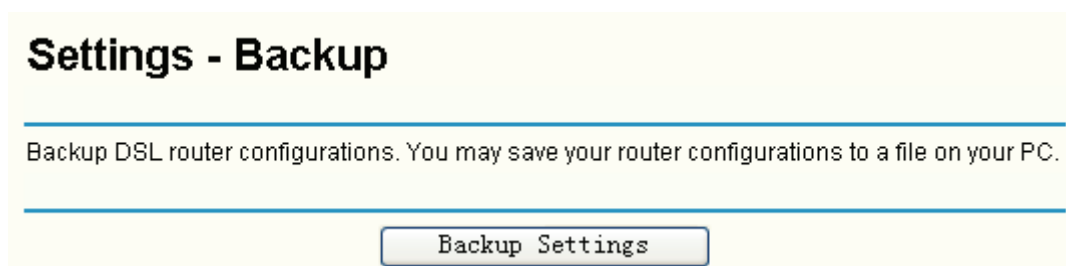 Settings - Backup
Backup DSL router configurations. You may save your router configurations to a file on your PC.
Backup Settings